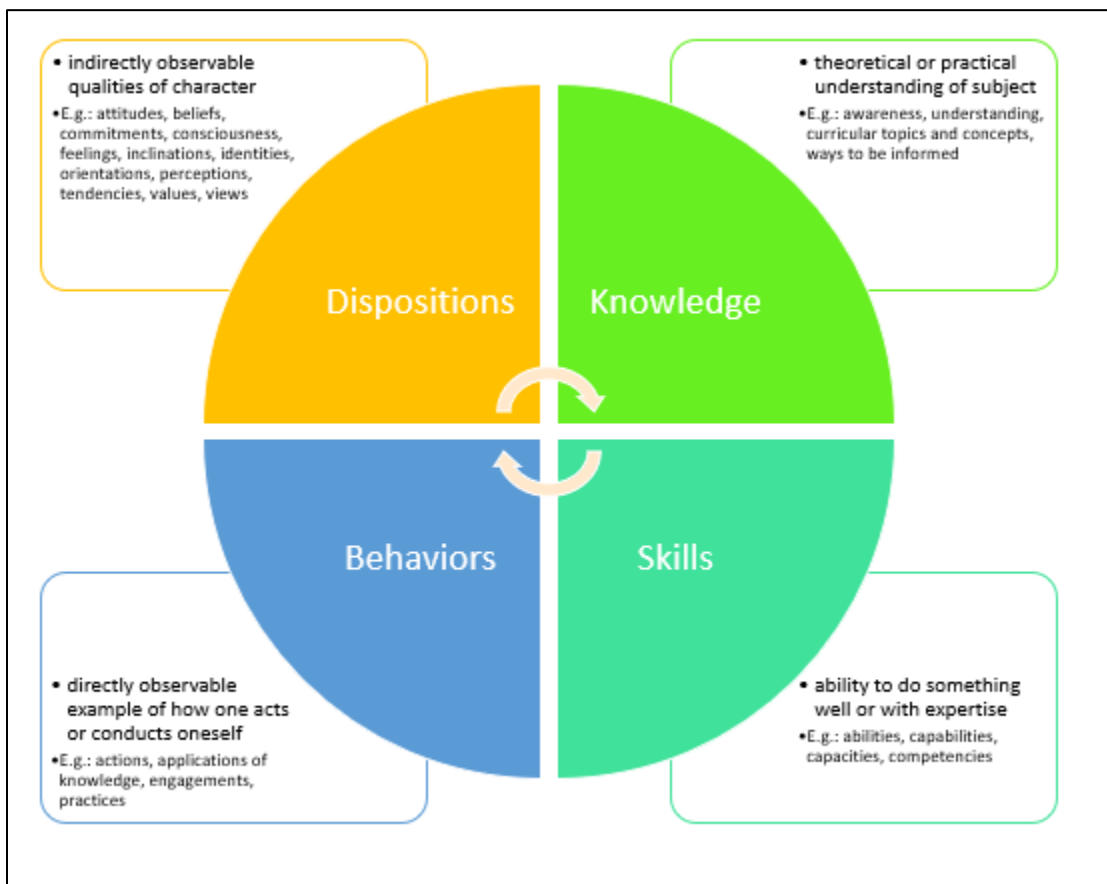 • indirectly observable
qualities of character
•E.g.: attitudes, beliefs,
commitments, consciousness,
feelings, inclinations, identities,
orientations, perceptions,
tendencies, values, views
• theoretical or practical
understanding of subject
•E.g.: awareness, understanding,
curricular topics and concepts,
ways to be informed
Dispositions
Knowledge
Behaviors
Skills
• directly observable
example of how one acts
or conducts oneself
•E.g.: actions, applications of
knowledge, engagements,
practices
• ability to do something
well or with expertise
•E.g.: abilities, capabilities,
capacities, competencies